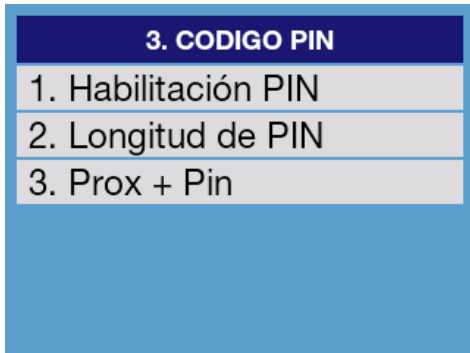 3. CODIGO PIN
1. Habilitación PIN
2. Longitud de PIN
3. Prox + Pin